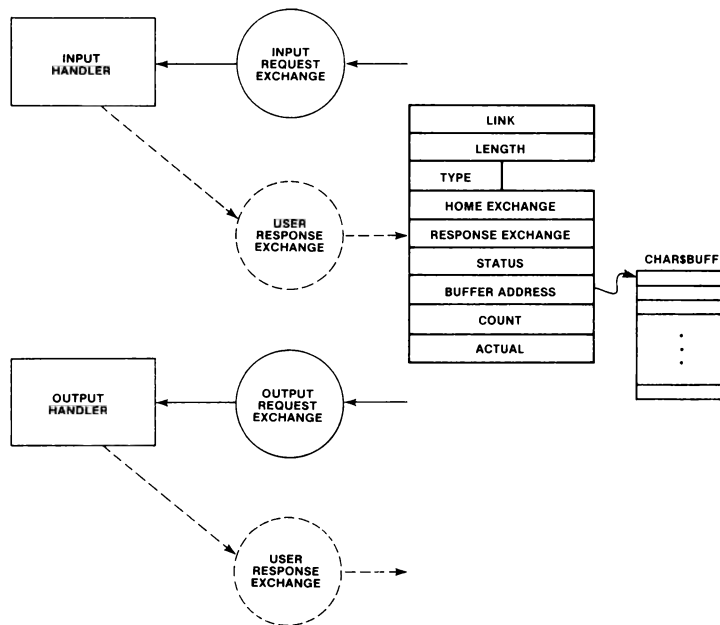 INPUT
HANDLER
INPUT
REQUEST
EXCHANGE
LINK
LENGTH
TYPE
HOME EXCHANGE
RESPONSE EXCHANGE
STATUS
BUFFER ADDRESS
COUNT
ACTUAL
USER
RESPONSE
EXCHANGE
CHAR$BUFF
OUTPUT
HANDLER
OUTPUT
REQUEST
EXCHANGE
USER
RESPONSE
EXCHANGE